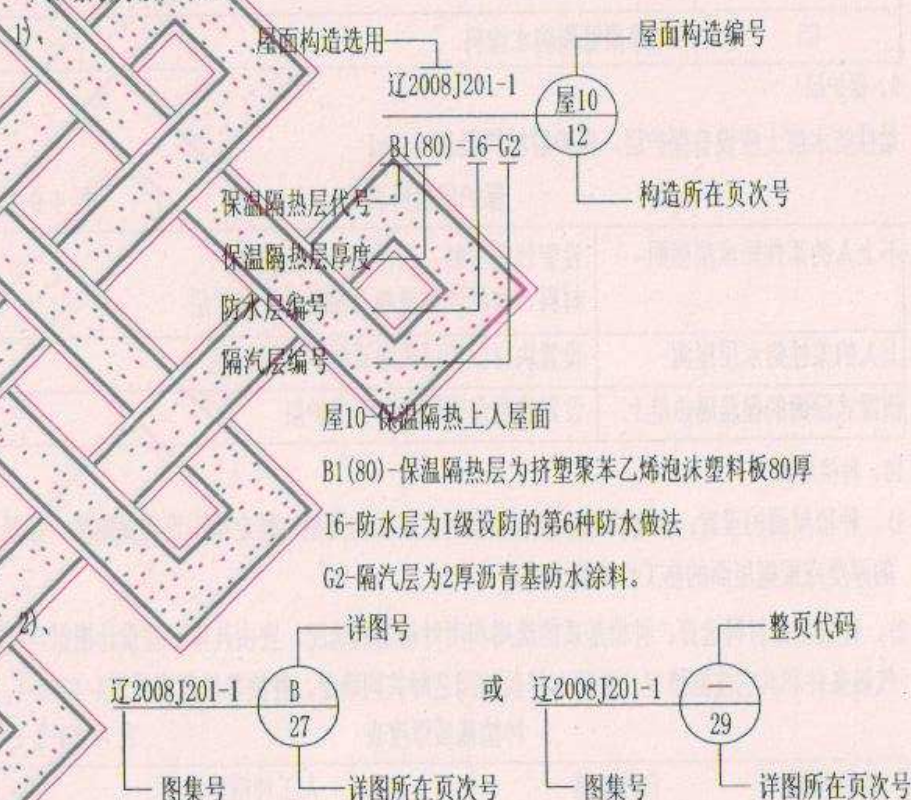 1)、
屋面构造选用
屋面构造编号
辽2008J201-1
屋10
12
B1(80)-I6-G2
构造所在页次号
保温隔热层代号
保温隔热层厚度
防水层编号
隔汽层编号
屋10-保温隔热上人屋面
B1(80)-保温隔热层为挤塑聚苯乙烯泡沫塑料板80厚
I6-防水层为I级设防的第6种防水做法
G2-隔汽层为2厚沥青基防水涂料。
2)、
详图号
整页代码
辽2008J201-1
B
27
或
辽2008J201-1
-
29
图集号
详图所在页次号
图集号
详图所在页次号